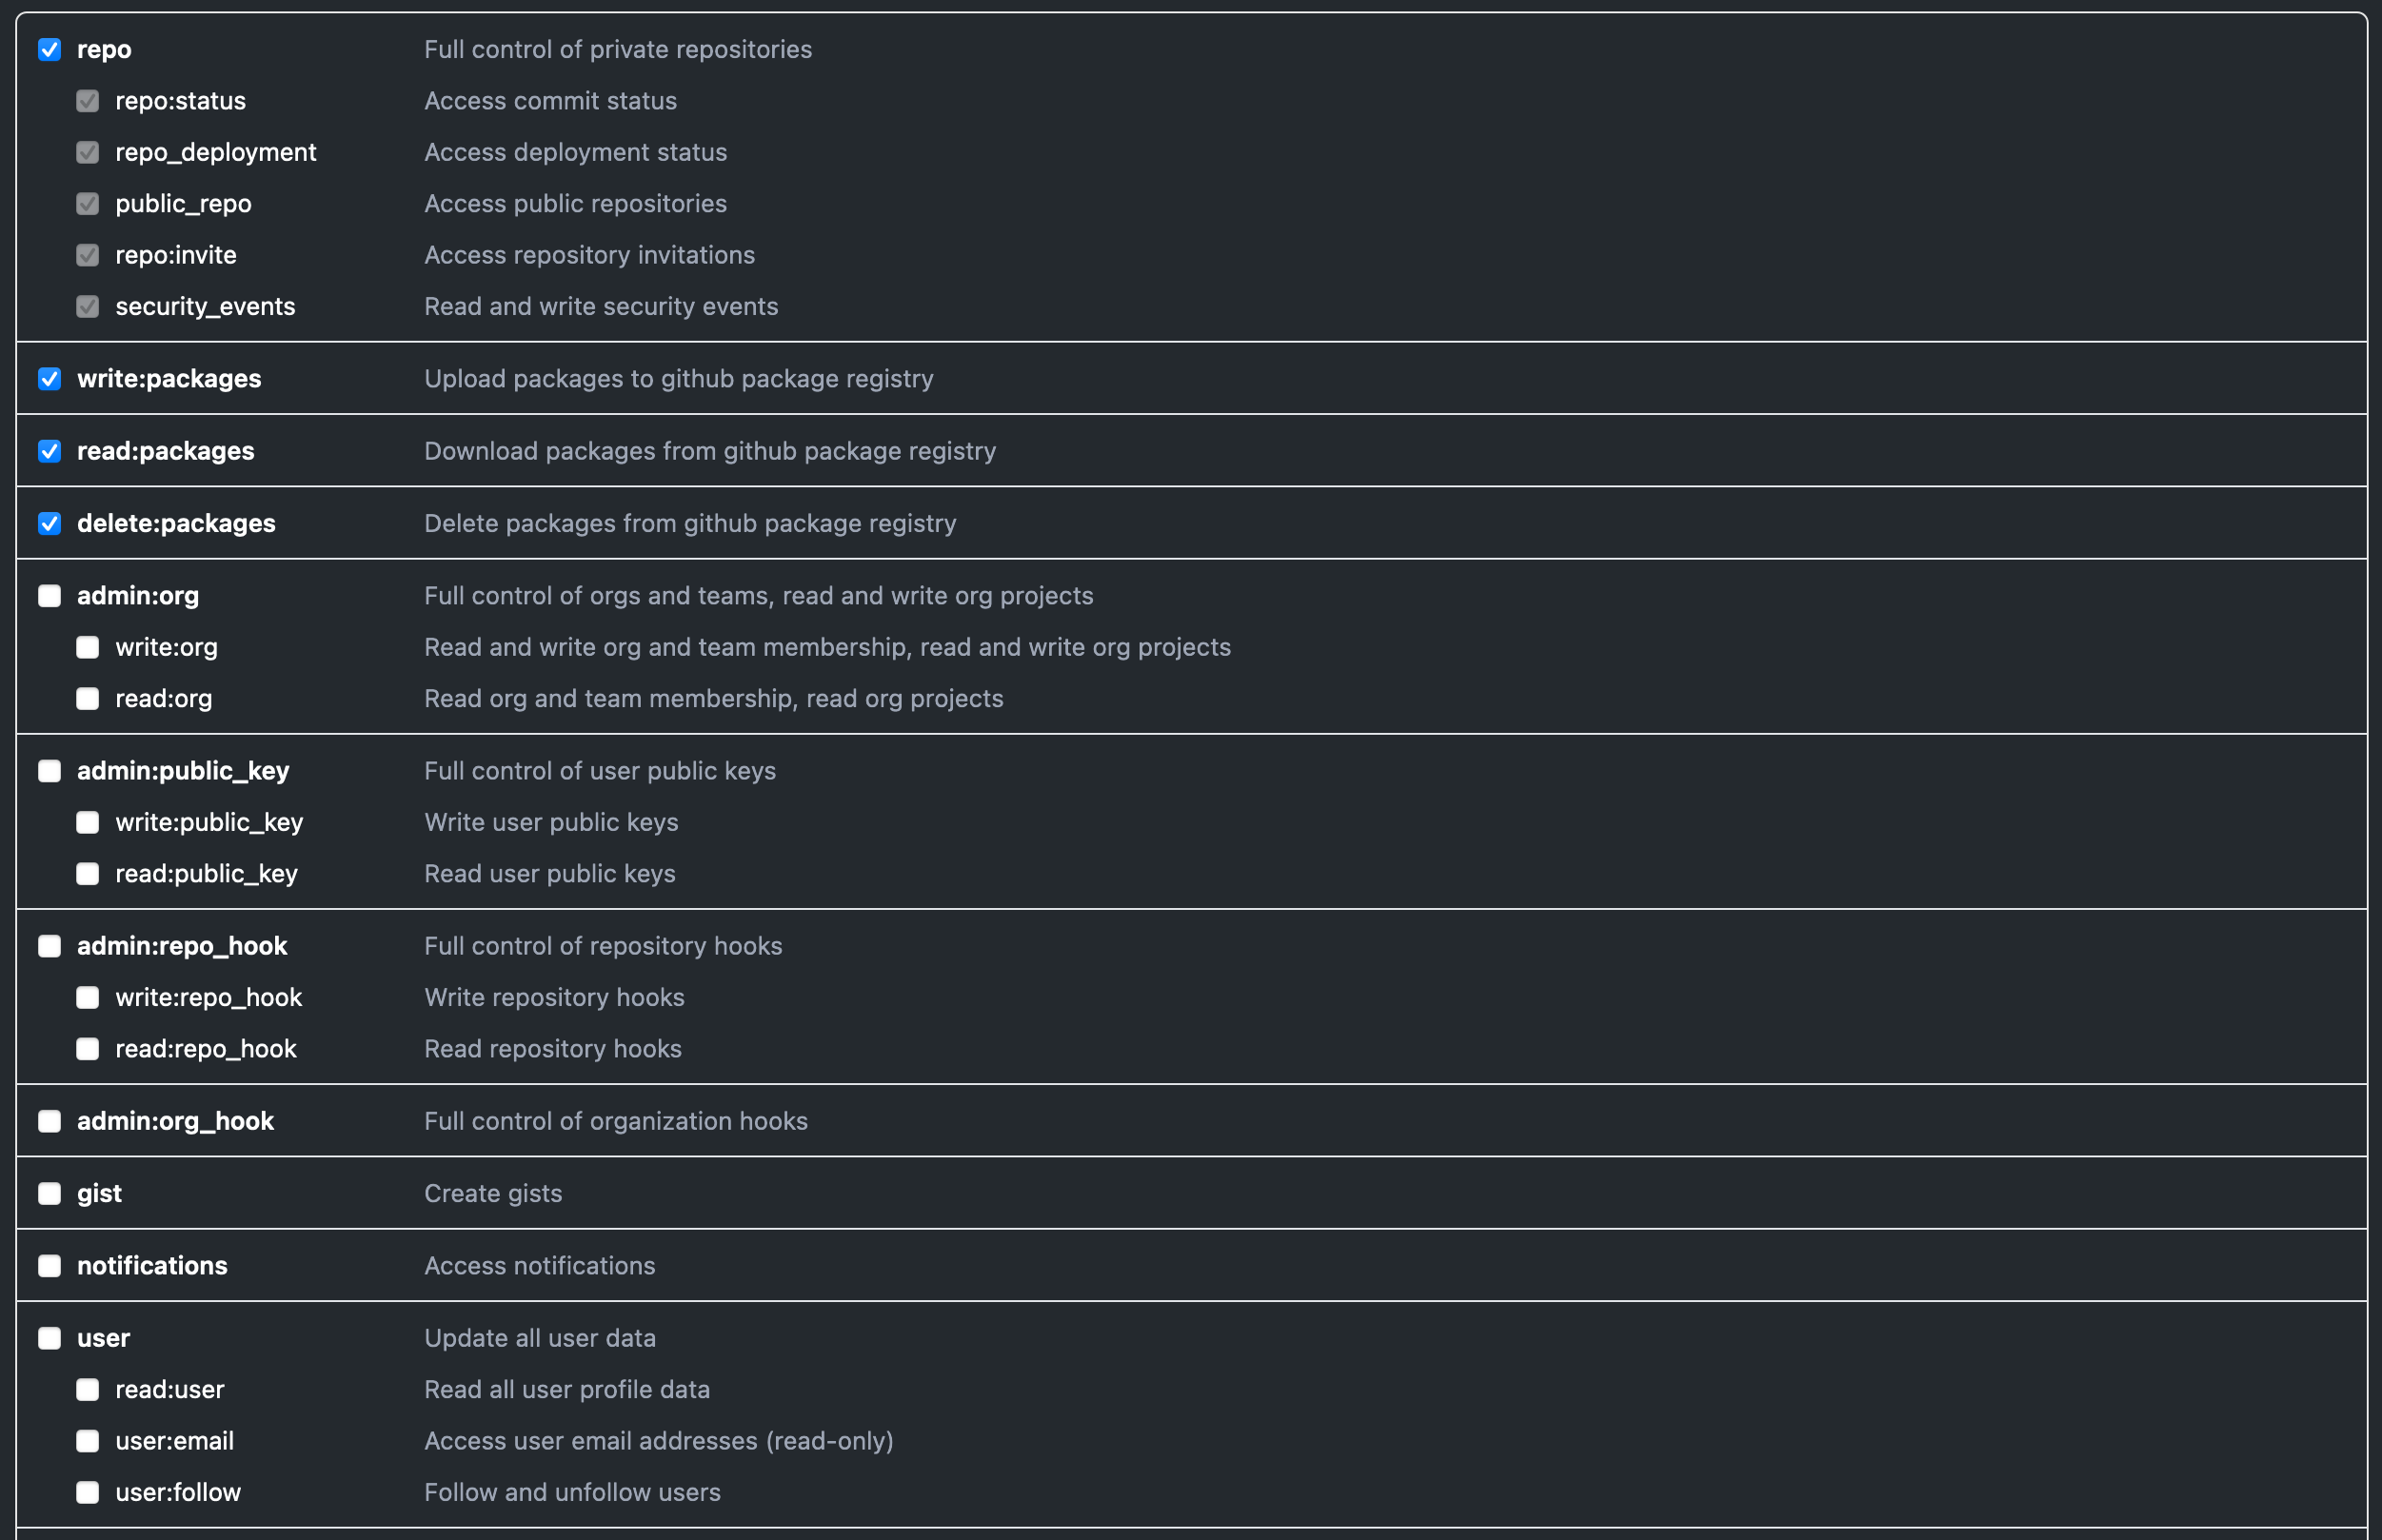 repo Full control of private repositories
repo:status Access commit status
repo_deployment Access deployment status
public_repo Access public repositories
repo:invite Access repository invitations
security_events Read and write security events
write:packages Upload packages to github package registry
read:packages Download packages from github package registry
delete:packages Delete packages from github package registry
admin:org Full control of orgs and teams, read and write org projects
write:org Read and write org and team membership, read and write org projects
read:org Read org and team membership, read org projects
admin:public_key Full control of user public keys
write:public_key Write user public keys
read:public_key Read user public keys
admin:repo_hook Full control of repository hooks
write:repo_hook Write repository hooks
read:repo_hook Read repository hooks
admin:org_hook Full control of organization hooks
gist Create gists
notifications Access notifications
user Update all user data
read:user Read all user profile data
user:email Access user email addresses (read-only)
user:follow Follow and unfollow users